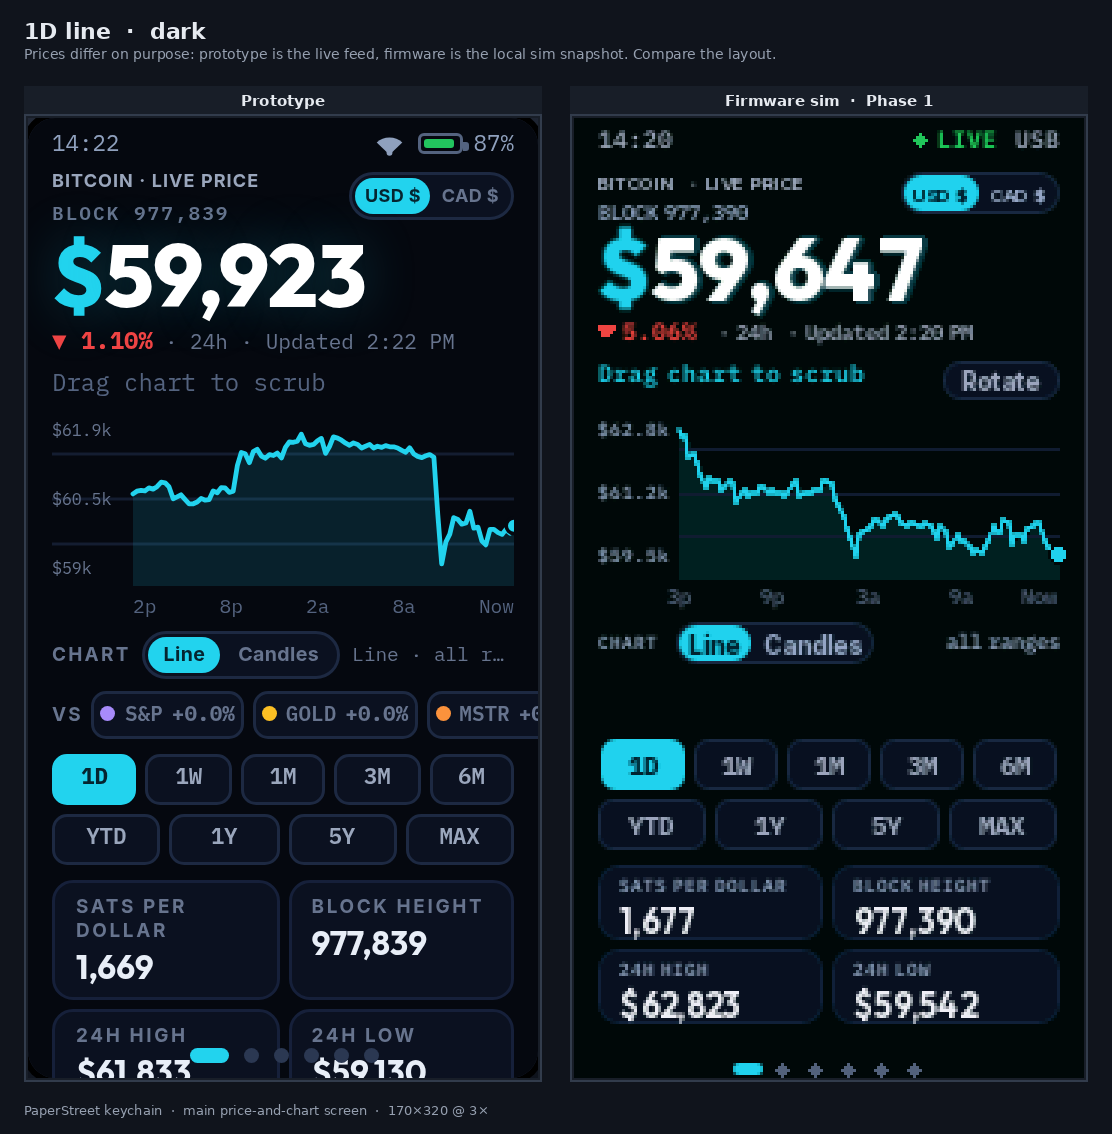 1D line · dark
Prices differ on purpose: prototype is the live feed, firmware is the local sim snapshot. Compare the layout.
Prototype
14:22 87%
BITCOIN · LIVE PRICE
BLOCK 977,839
USD $ CAD $
$59,923
▼ 1.10% · 24h · Updated 2:22 PM
Drag chart to scrub
$61.9k
$60.5k
$59k
2p 8p 2a 8a Now
CHART Line Candles Line · all r…
VS S&P +0.0% GOLD +0.0% MSTR +0
1D 1W 1M 3M 6M
YTD 1Y 5Y MAX
SATS PER DOLLAR
1,669
BLOCK HEIGHT
977,839
24H HIGH
$61,833
24H LOW
$59,130
Firmware sim · Phase 1
14:20 LIVE USB
BITCOIN · LIVE PRICE
BLOCK 977,390
USD $ CAD $
$59,647
▼ 5.06% · 24h · Updated 2:20 PM
Drag chart to scrub Rotate
$62.8k
$61.2k
$59.5k
3p 9p 3a 9a Now
CHART Line Candles all ranges
1D 1W 1M 3M 6M
YTD 1Y 5Y MAX
SATS PER DOLLAR
1,677
BLOCK HEIGHT
977,390
24H HIGH
$62,823
24H LOW
$59,542
PaperStreet keychain · main price-and-chart screen · 170×320 @ 3×